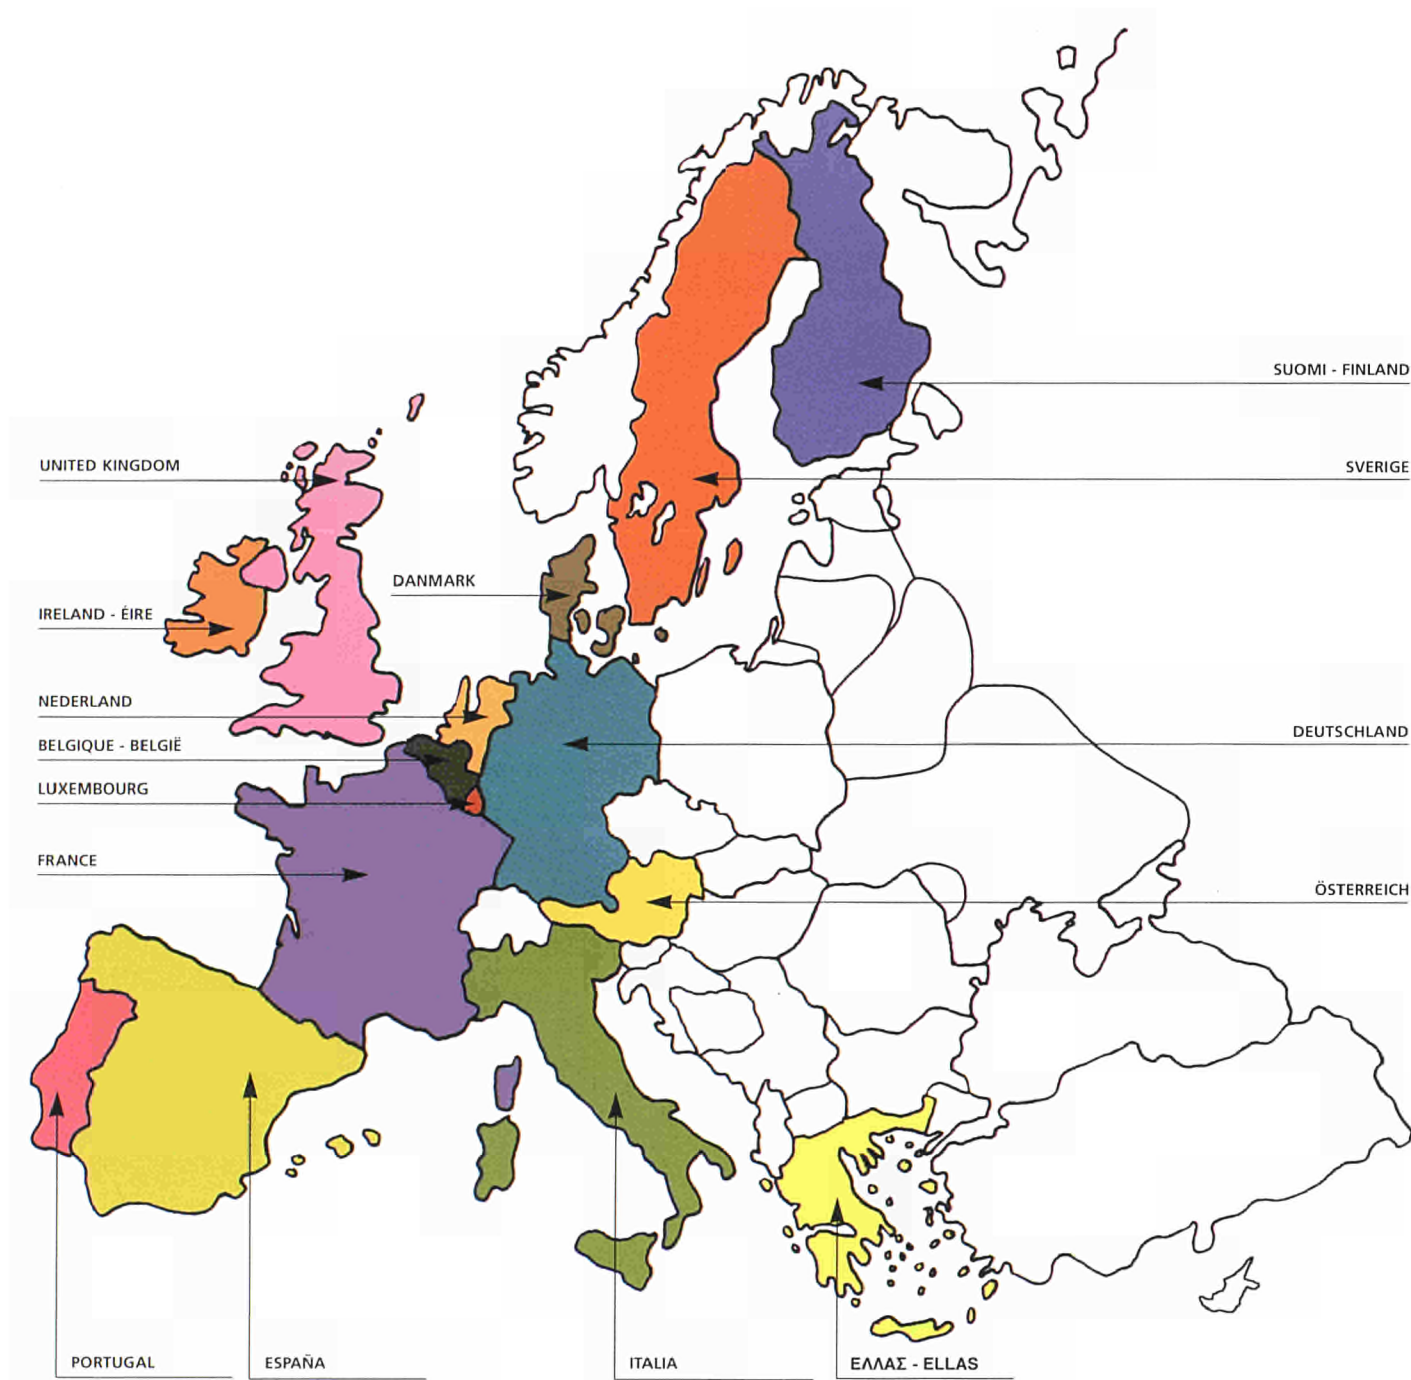 SUOMI - FINLAND
UNITED KINGDOM
SVERIGE
DANMARK
IRELAND - ÉIRE
NEDERLAND
DEUTSCHLAND
BELGIQUE - BELGIË
LUXEMBOURG
FRANCE
ÖSTERREICH
PORTUGAL
ESPAÑA
ITALIA
ΕΛΛΑΣ - ELLAS